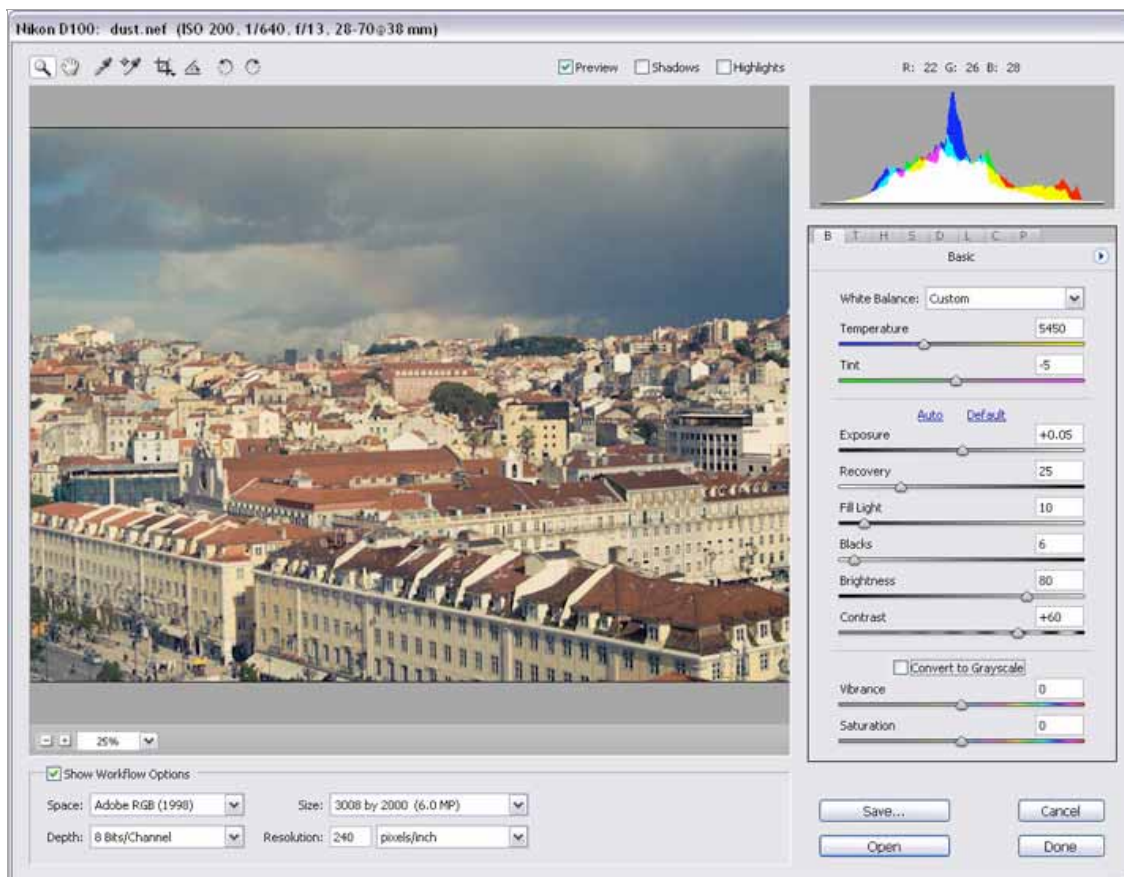 Nikon D100: dust.nef (ISO 200, 1/640, f/13, 28-70@38 mm)
Preview Shadows Highlights
R: 22 G: 26 B: 28
B T H S D L C P
Basic
White Balance: Custom
Temperature 5450
Tint -5
Auto Default
Exposure +0.05
Recovery 25
Fill Light 10
Blacks 6
Brightness 80
Contrast +60
Convert to Grayscale
Vibrance 0
Saturation 0
25%
Show Workflow Options
Space: Adobe RGB (1998) Size: 3008 by 2000 (6.0 MP)
Depth: 8 Bits/Channel Resolution: 240 pixels/inch
Save... Cancel
Open Done